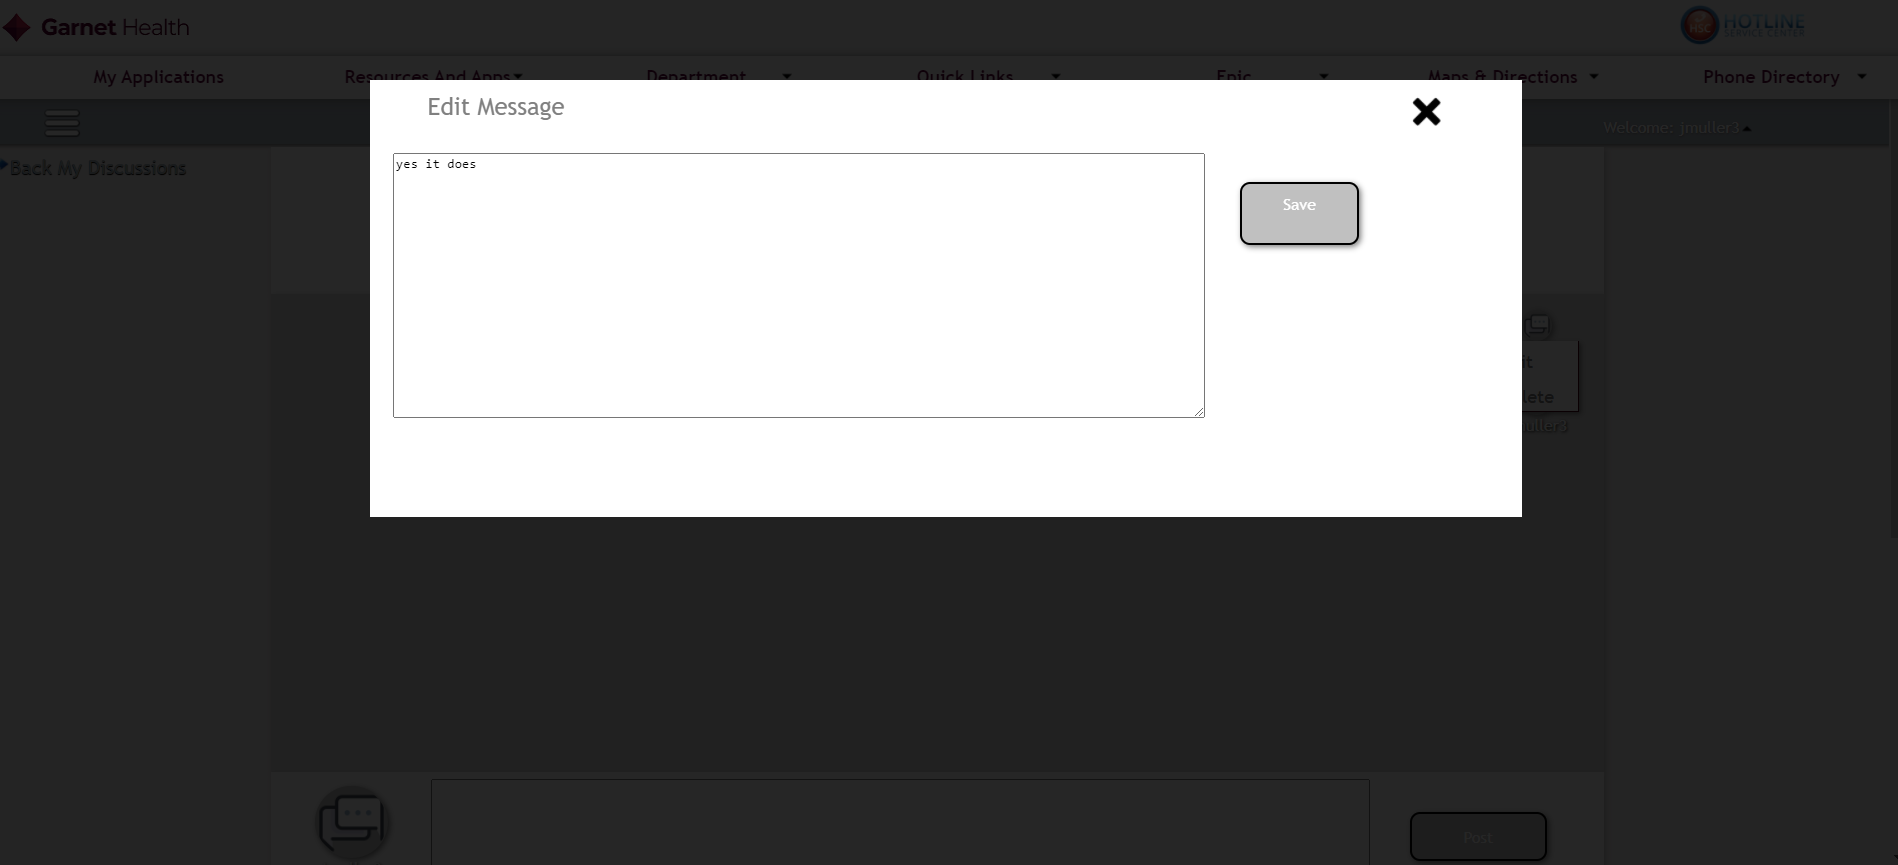 Garnet Health
HSC HOTLINE
SERVICE CENTER
My Applications Resources And Apps Department Quick Links Epic Maps & Directions Phone Directory
Edit Message
Welcome: jmuller3
Back My Discussions
yes it does
Save
it
lete
uller3
Post